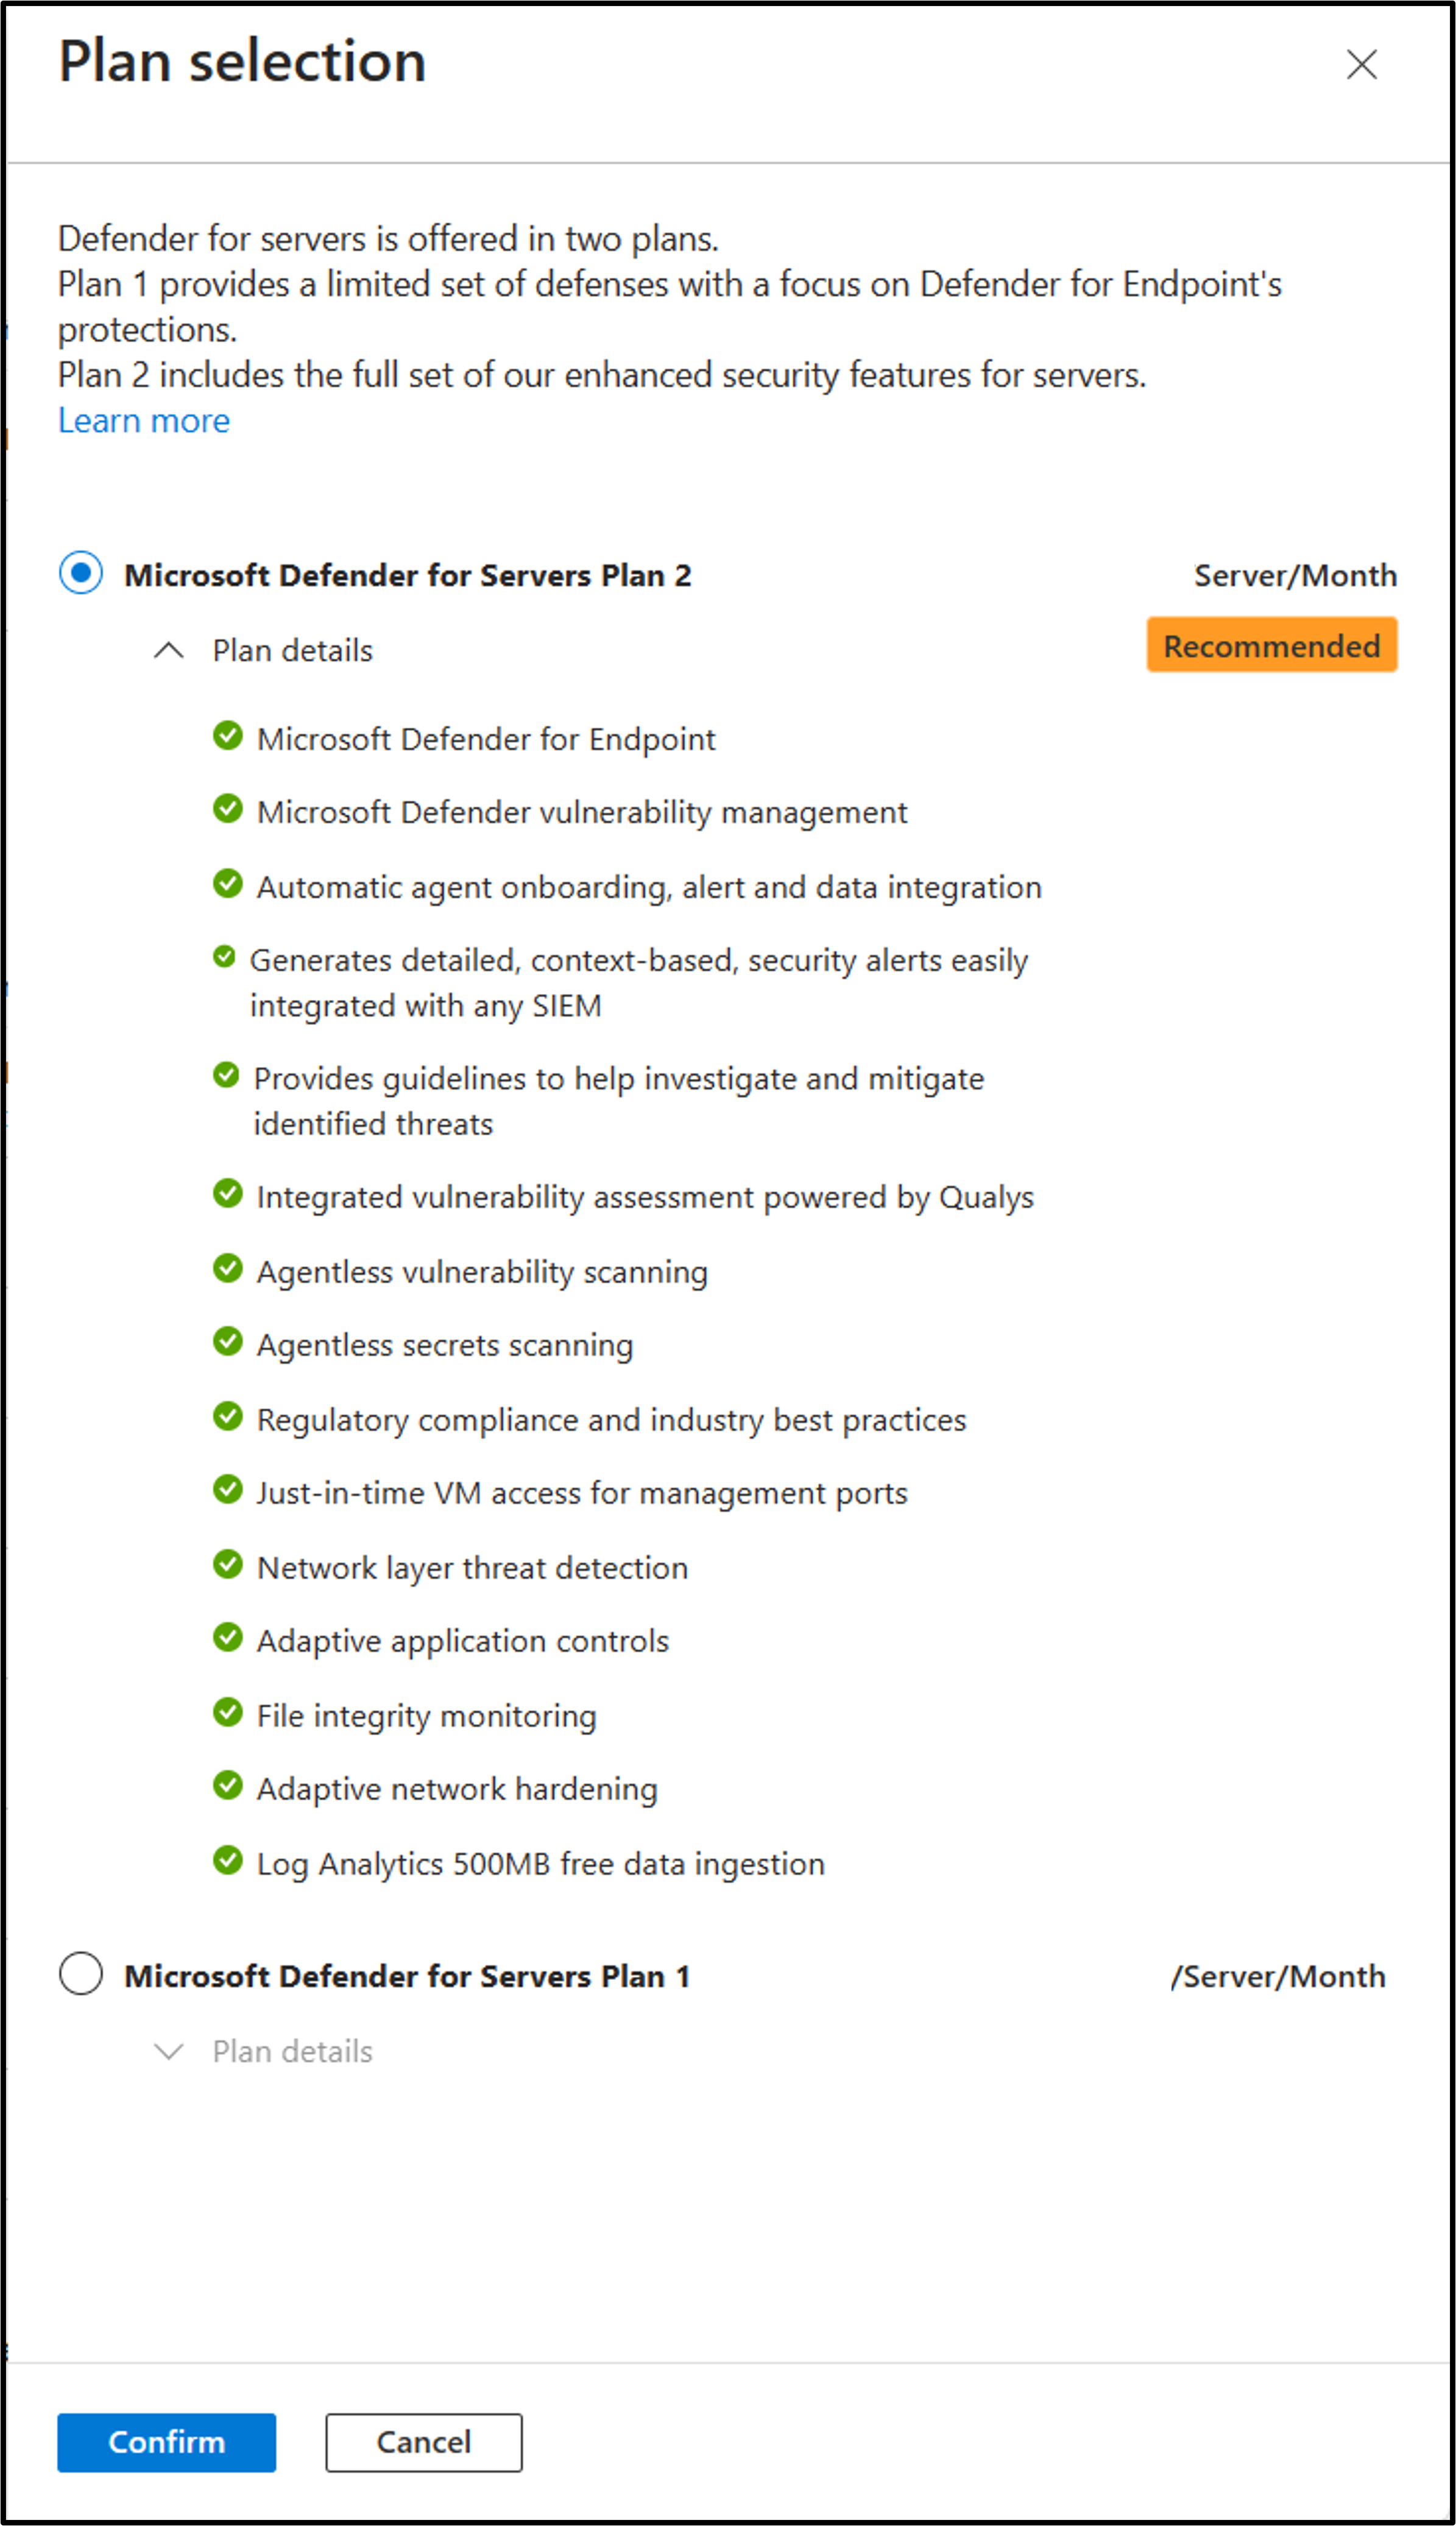 Plan selection
Defender for servers is offered in two plans.
Plan 1 provides a limited set of defenses with a focus on Defender for Endpoint's
protections.
Plan 2 includes the full set of our enhanced security features for servers.
Learn more
Microsoft Defender for Servers Plan 2
Server/Month
Plan details
Recommended
Microsoft Defender for Endpoint
Microsoft Defender vulnerability management
Automatic agent onboarding, alert and data integration
Generates detailed, context-based, security alerts easily
integrated with any SIEM
Provides guidelines to help investigate and mitigate
identified threats
Integrated vulnerability assessment powered by Qualys
Agentless vulnerability scanning
Agentless secrets scanning
Regulatory compliance and industry best practices
Just-in-time VM access for management ports
Network layer threat detection
Adaptive application controls
File integrity monitoring
Adaptive network hardening
Log Analytics 500MB free data ingestion
Microsoft Defender for Servers Plan 1
/Server/Month
Plan details
Confirm
Cancel